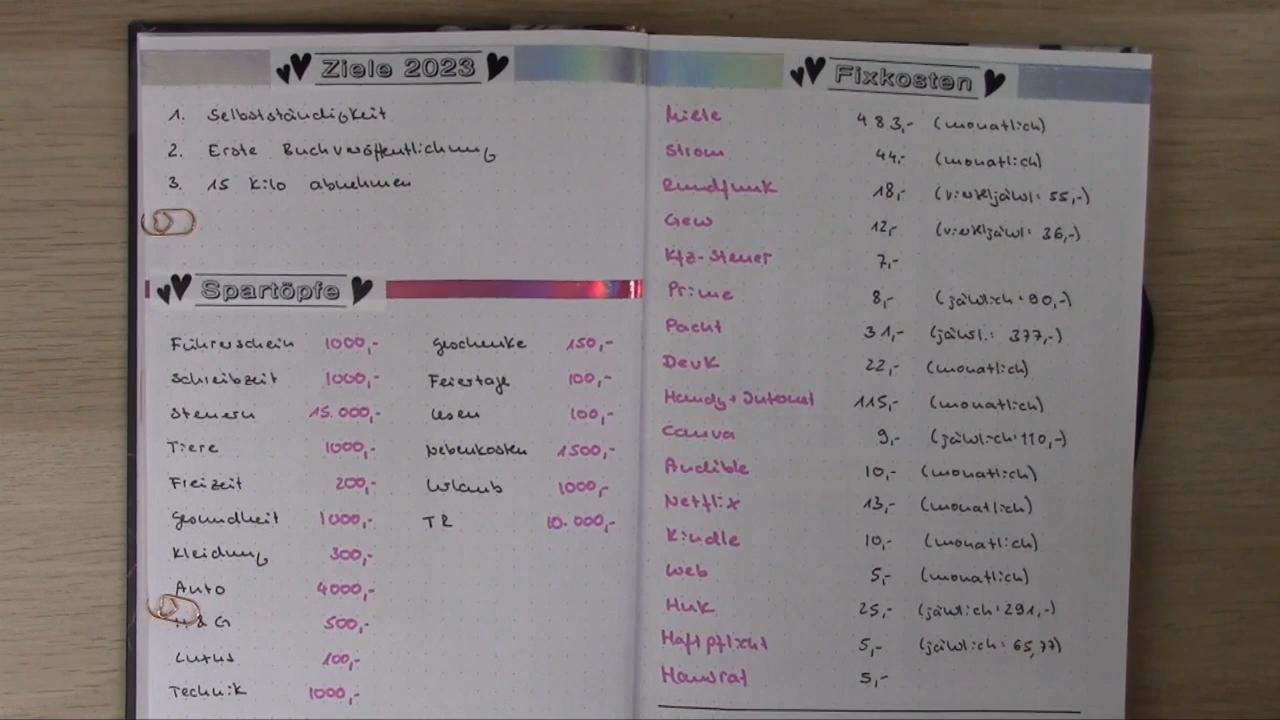 Ziele 2023
1. Selbstständigkeit
2. Erste Buchveröffentlichung
3. 15 Kilo abnehmen
Spartöpfe
Führerschein 1000,-
Schreibzeit 1000,-
Steuern 15.000,-
Tiere 1000,-
Freizeit 200,-
Gesundheit 1000,-
Kleidung 300,-
Auto 4000,-
& G 500,-
Luxus 100,-
Technik 1000,-
Geschenke 150,-
Feiertage 100,-
Lesen 100,-
Nebenkosten 1500,-
Urlaub 1000,-
TR 10.000,-
Fixkosten
Miete 483,- (monatlich)
Strom 44,- (monatlich)
Rundfunk 18,- (vierteljährl: 55,-)
Gew 12,- (vierteljährl: 36,-)
Kfz-Steuer 7,-
Prime 8,- (jährlich: 90,-)
Pacht 31,- (jährl.: 377,-)
Devk 22,- (monatlich)
Handy + Internet 115,- (monatlich)
Canva 9,- (jährlich: 110,-)
Audible 10,- (monatlich)
Netflix 13,- (monatlich)
Kindle 10,- (monatlich)
Web 5,- (monatlich)
Huk 25,- (jährlich: 291,-)
Haftpflicht 5,- (jährlich: 65,77)
Hausrat 5,-